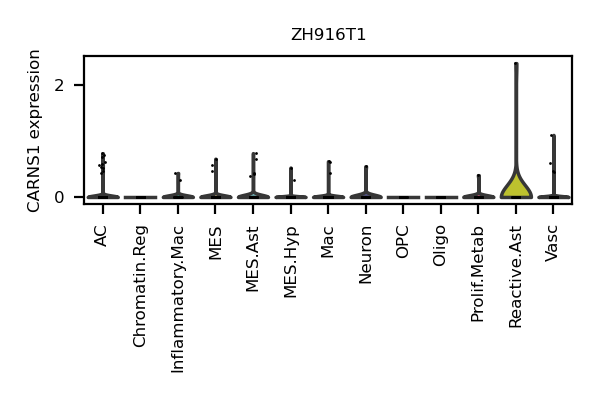 ZH916T1
CARNS1 expression
2
0
AC
Chromatin.Reg
Inflammatory.Mac
MES
MES.Ast
MES.Hyp
Mac
Neuron
OPC
Oligo
Prolif.Metab
Reactive.Ast
Vasc